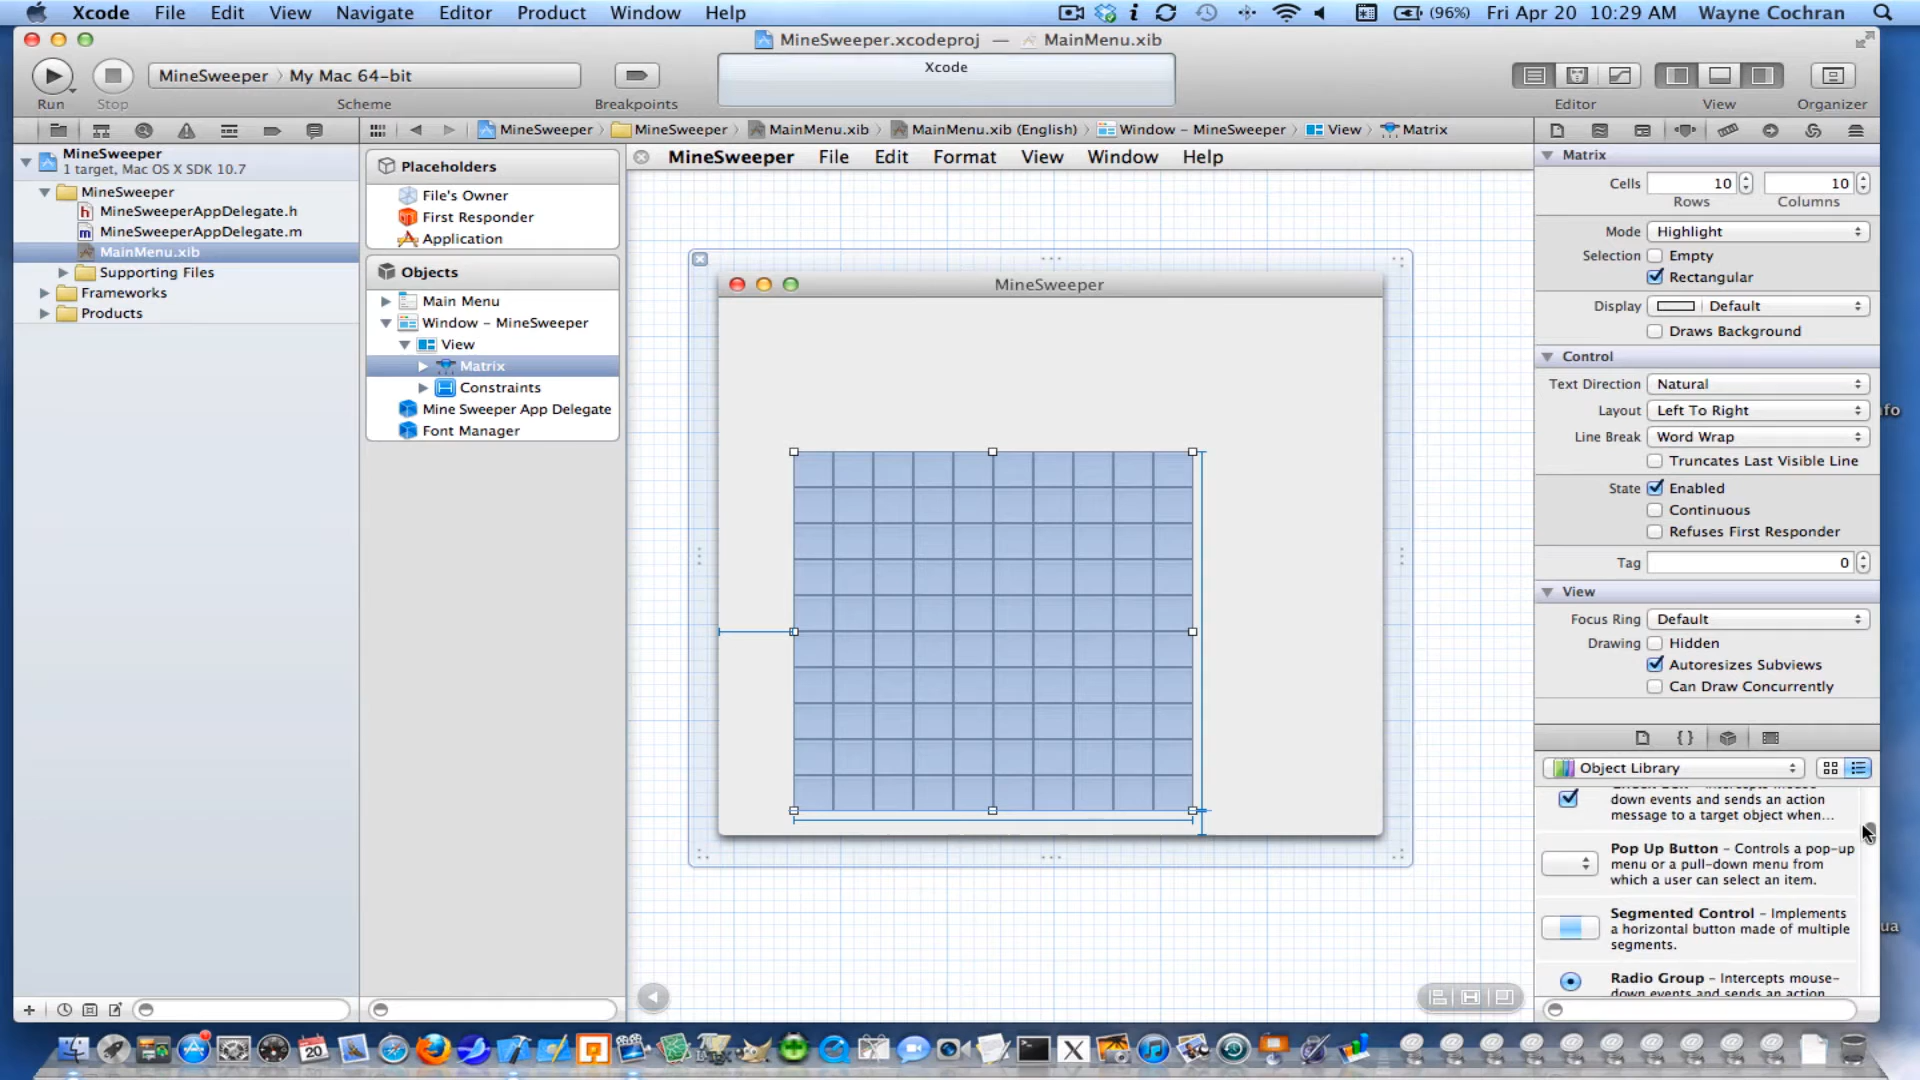 Xcode File Edit View Navigate Editor Product Window Help (96%) Fri Apr 20 10:29 AM Wayne Cochran
MineSweeper.xcodeproj — MainMenu.xib
MineSweeper My Mac 64-bit
Xcode
Run Stop Scheme Breakpoints Editor View Organizer
MineSweeper MineSweeper MainMenu.xib MainMenu.xib (English) Window - MineSweeper View Matrix
MineSweeper
1 target, Mac OS X SDK 10.7
MineSweeper
MineSweeperAppDelegate.h
MineSweeperAppDelegate.m
MainMenu.xib
Supporting Files
Frameworks
Products
Placeholders
File's Owner
First Responder
Application
Objects
Main Menu
Window - MineSweeper
View
Matrix
Constraints
Mine Sweeper App Delegate
Font Manager
MineSweeper File Edit Format View Window Help
MineSweeper
Matrix
Cells 10 10
Rows Columns
Mode Highlight
Selection Empty
Rectangular
Display Default
Draws Background
Control
Text Direction Natural
Layout Left To Right
Line Break Word Wrap
Truncates Last Visible Line
State Enabled
Continuous
Refuses First Responder
Tag 0
View
Focus Ring Default
Drawing Hidden
Autoresizes Subviews
Can Draw Concurrently
{}
Object Library
down events and sends an action
message to a target object when...
Pop Up Button - Controls a pop-up
menu or a pull-down menu from
which a user can select an item.
Segmented Control - Implements
a horizontal button made of multiple
segments.
Radio Group - Intercepts mouse-
down events and sends an action
20
X